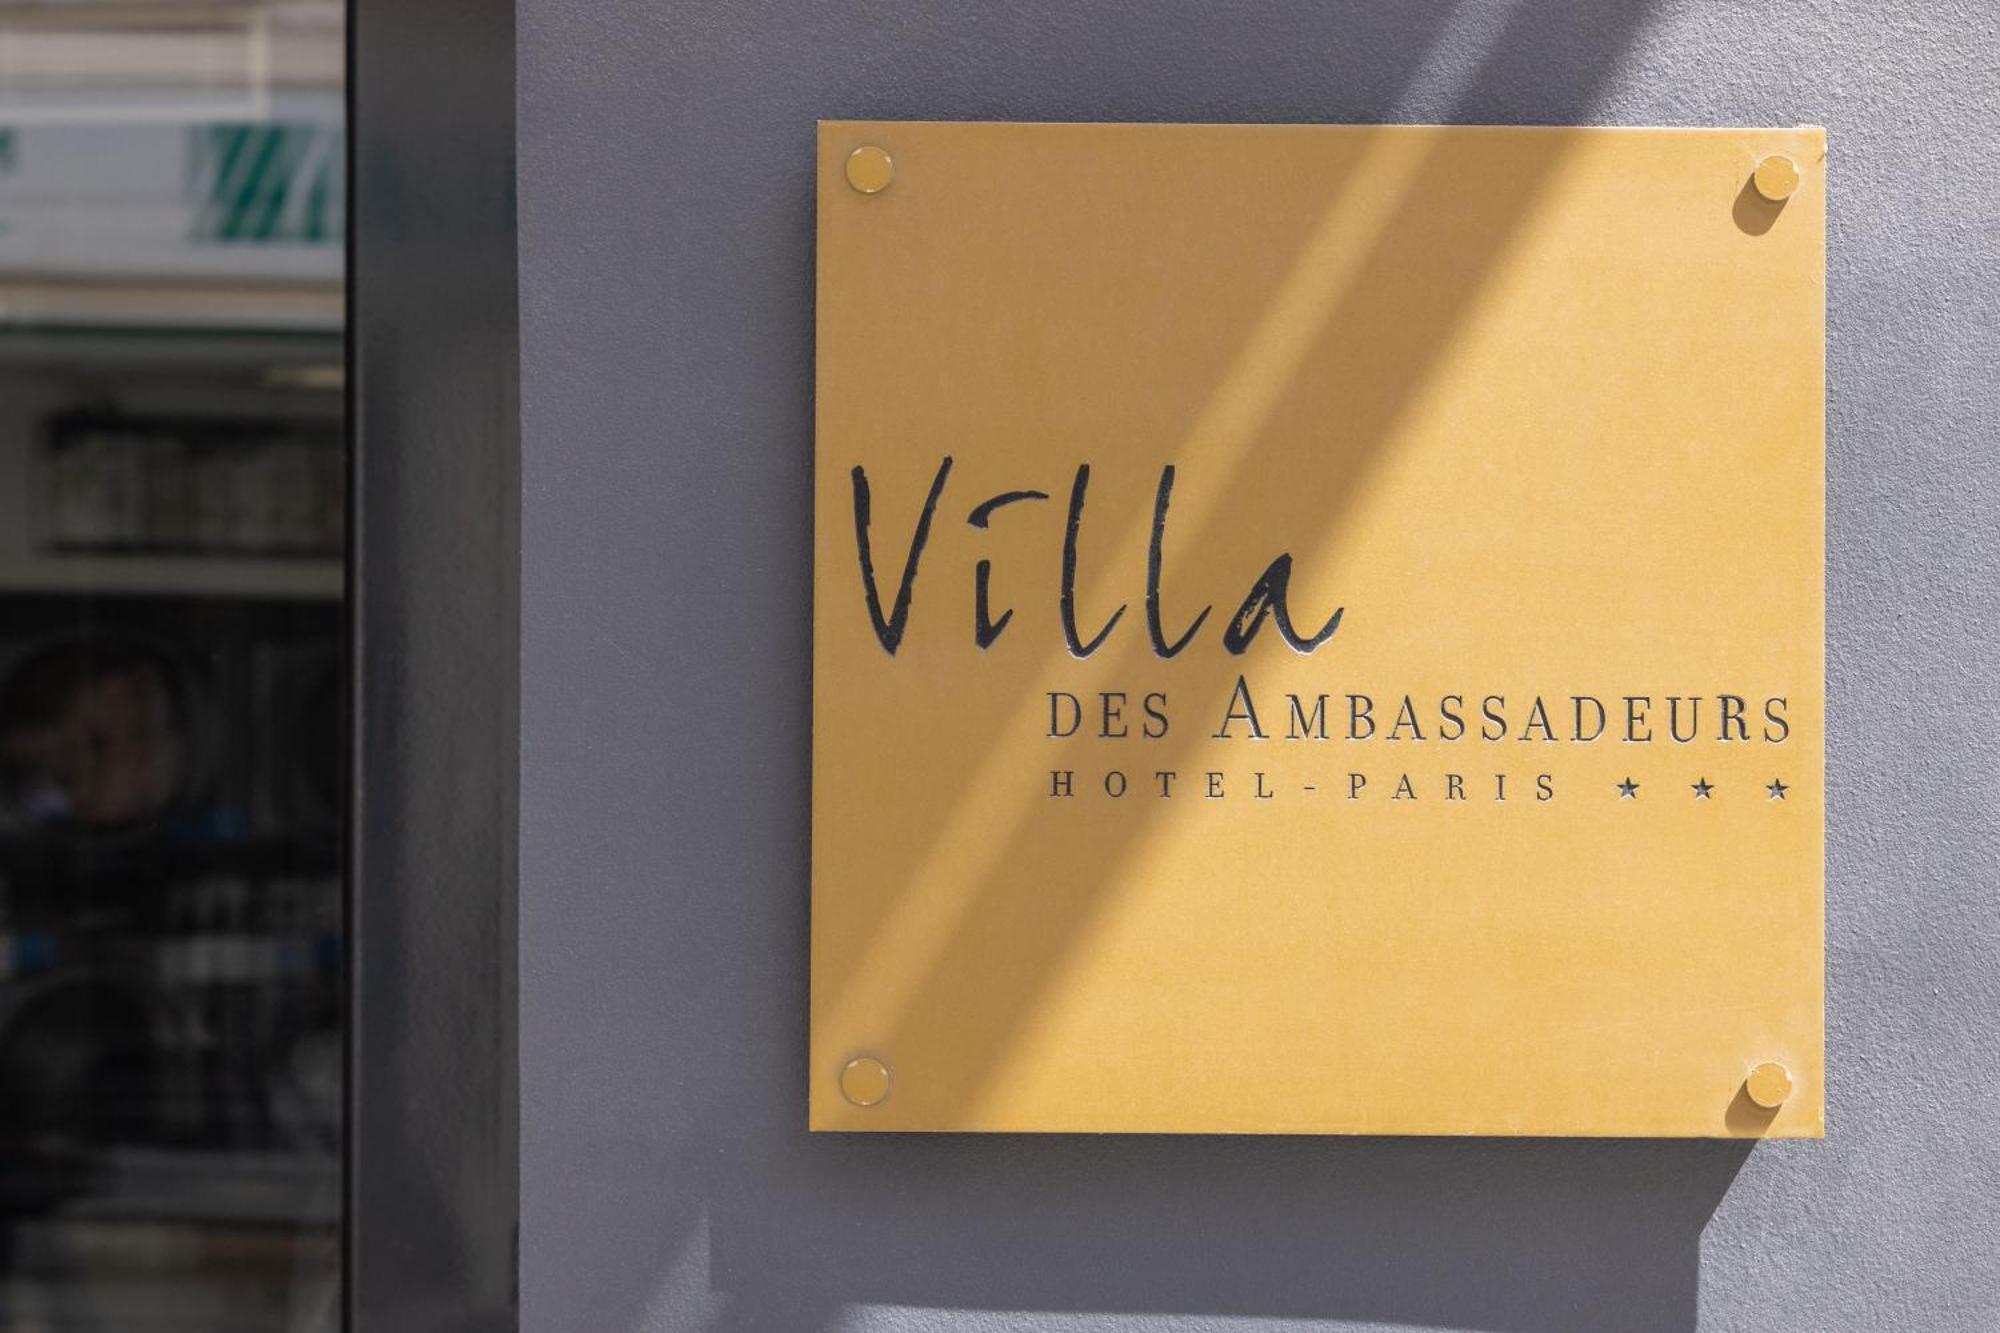 Villa
DES AMBASSADEURS
HOTEL-PARIS ★ ★ ★